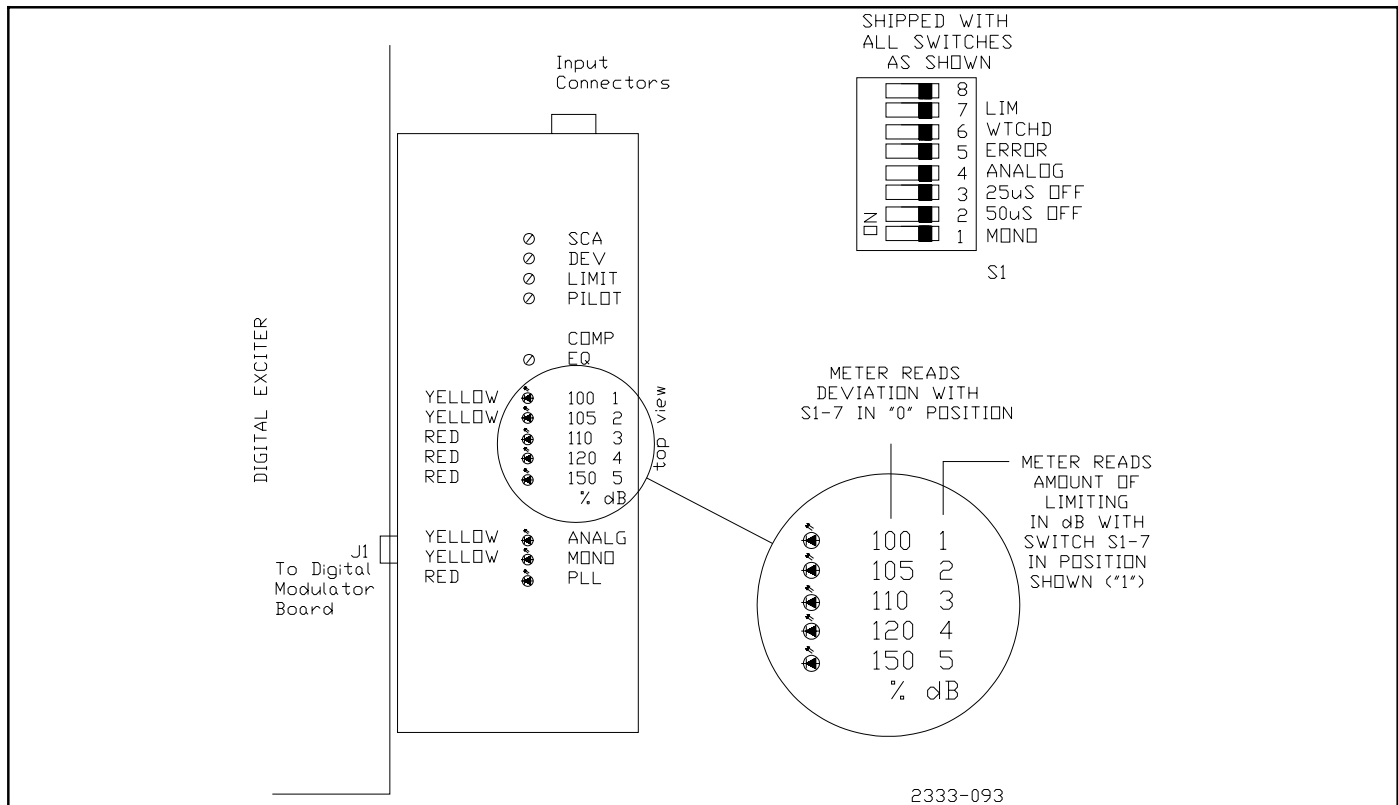 SHIPPED WITH
ALL SWITCHES
AS SHOWN
8
7 LIM
6 WTCHD
5 ERROR
4 ANALOG
3 25uS OFF
2 50uS OFF
1 MONO
ON
S1
Input
Connectors
SCA
DEV
LIMIT
PILOT
COMP
EQ
YELLOW 100 1
YELLOW 105 2
RED 110 3
RED 120 4
RED 150 5
% dB
YELLOW ANALG
YELLOW MONO
RED PLL
top view
DIGITAL EXCITER
J1
To Digital
Modulator
Board
METER READS
DEVIATION WITH
S1-7 IN "0" POSITION
METER READS
AMOUNT OF
LIMITING
IN dB WITH
SWITCH S1-7
IN POSITION
SHOWN ("1")
100 1
105 2
110 3
120 4
150 5
% dB
2333-093